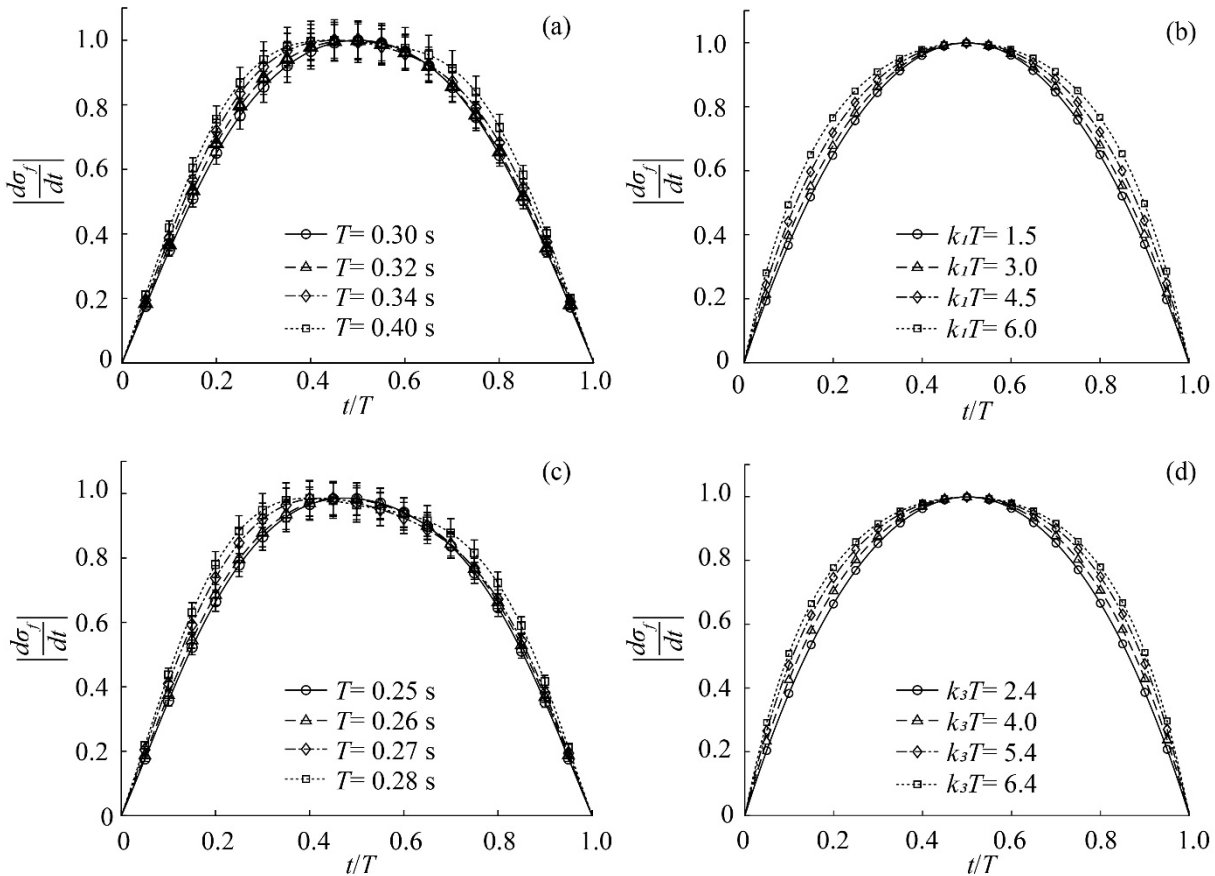 (a)
1.0
0.8
0.6
0.4
0.2
0
|dσf/dt|
T= 0.30 s
T= 0.32 s
T= 0.34 s
T= 0.40 s
0 0.2 0.4 0.6 0.8 1.0
t/T
(b)
1.0
0.8
0.6
0.4
0.2
0
|dσf/dt|
k₁T= 1.5
k₁T= 3.0
k₁T= 4.5
k₁T= 6.0
0 0.2 0.4 0.6 0.8 1.0
t/T
(c)
1.0
0.8
0.6
0.4
0.2
0
|dσf/dt|
T= 0.25 s
T= 0.26 s
T= 0.27 s
T= 0.28 s
0 0.2 0.4 0.6 0.8 1.0
t/T
(d)
1.0
0.8
0.6
0.4
0.2
0
|dσf/dt|
k₃T= 2.4
k₃T= 4.0
k₃T= 5.4
k₃T= 6.4
0 0.2 0.4 0.6 0.8 1.0
t/T